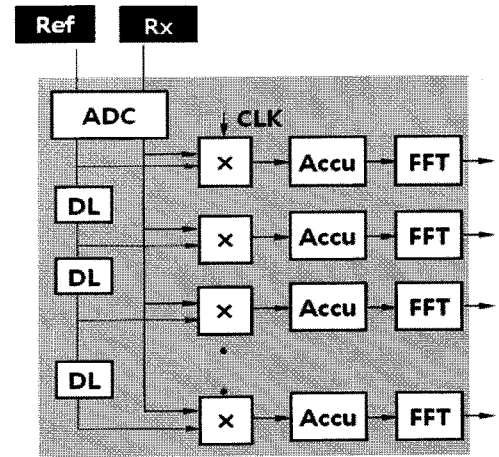 Ref Rx
ADC
CLK
× Accu FFT
DL
× Accu FFT
DL
× Accu FFT
DL
× Accu FFT